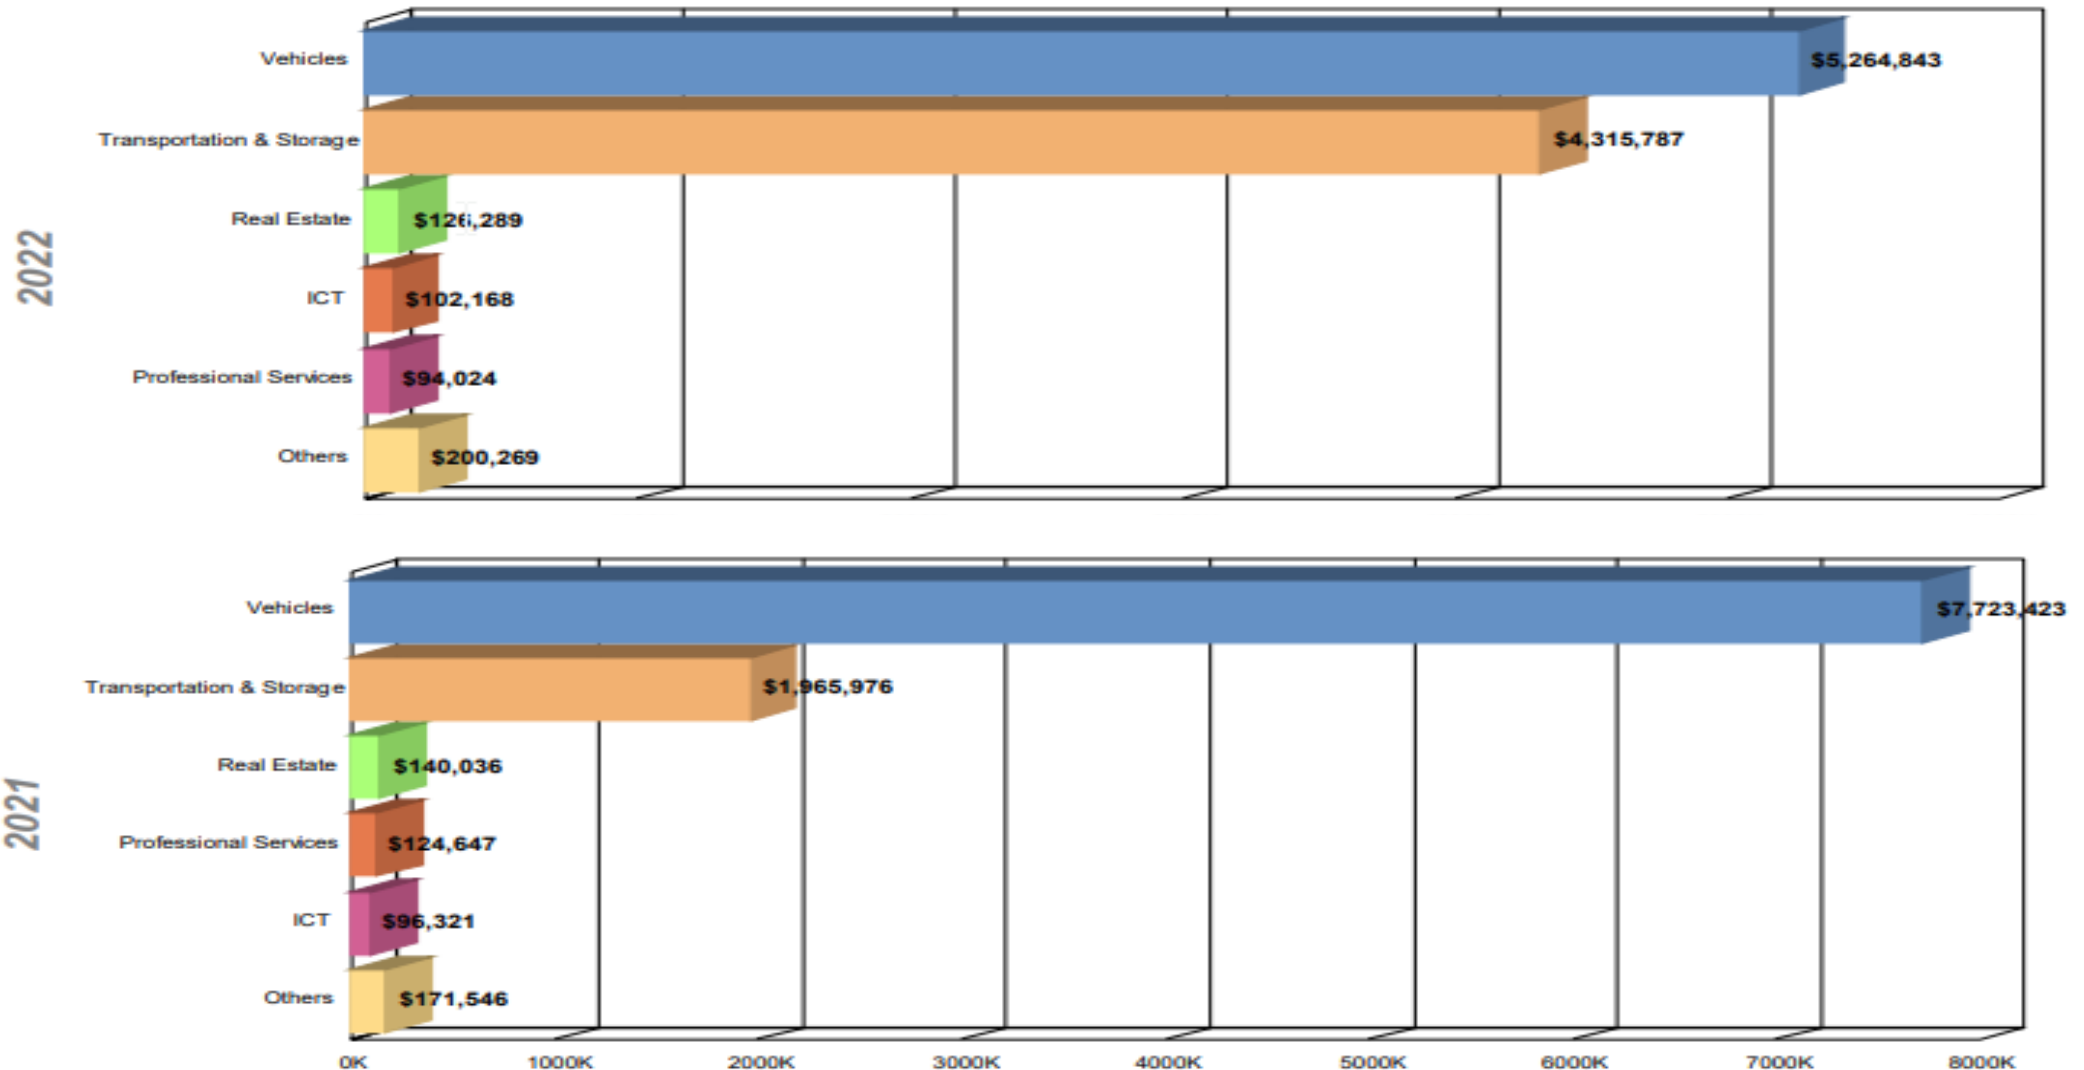 2022
Vehicles $5,264,843
Transportation & Storage $4,315,787
Real Estate $126,289
ICT $102,168
Professional Services $94,024
Others $200,269
2021
Vehicles $7,723,423
Transportation & Storage $1,965,976
Real Estate $140,036
Professional Services $124,647
ICT $96,321
Others $171,546
0K 1000K 2000K 3000K 4000K 5000K 6000K 7000K 8000K